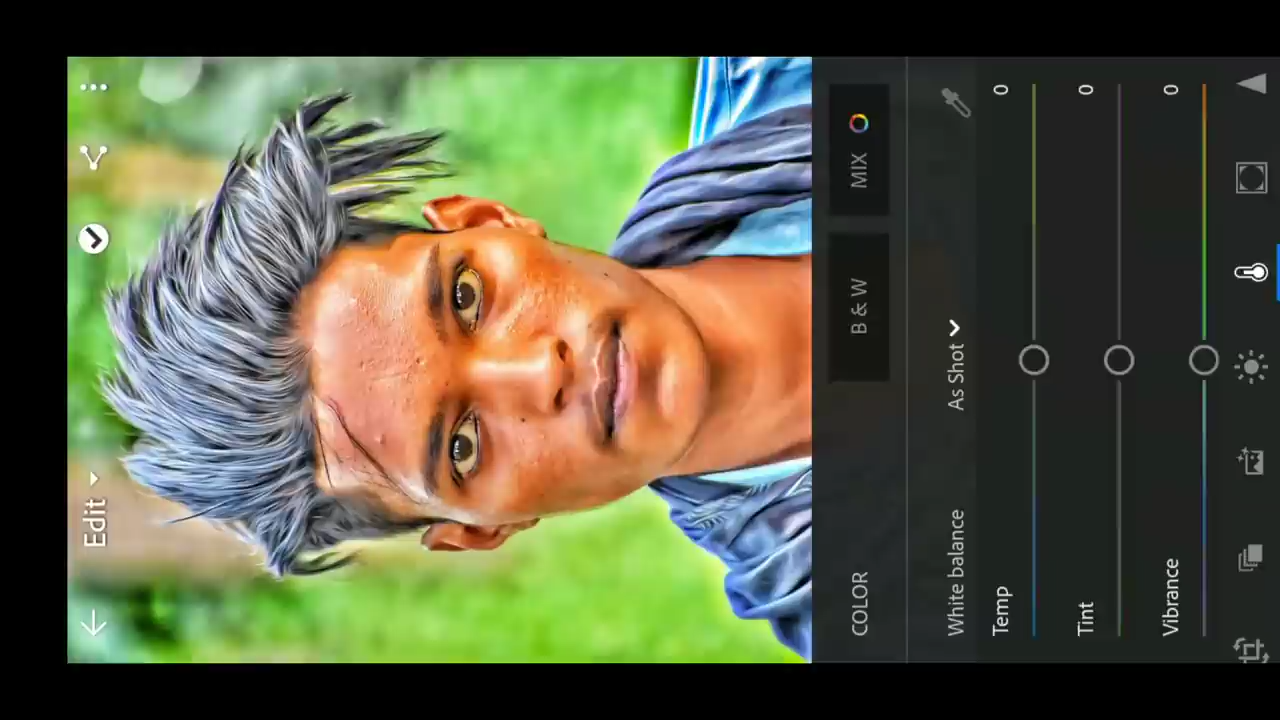 Edit
COLOR
B & W
MIX
White balance
As Shot
Temp
0
Tint
0
Vibrance
0